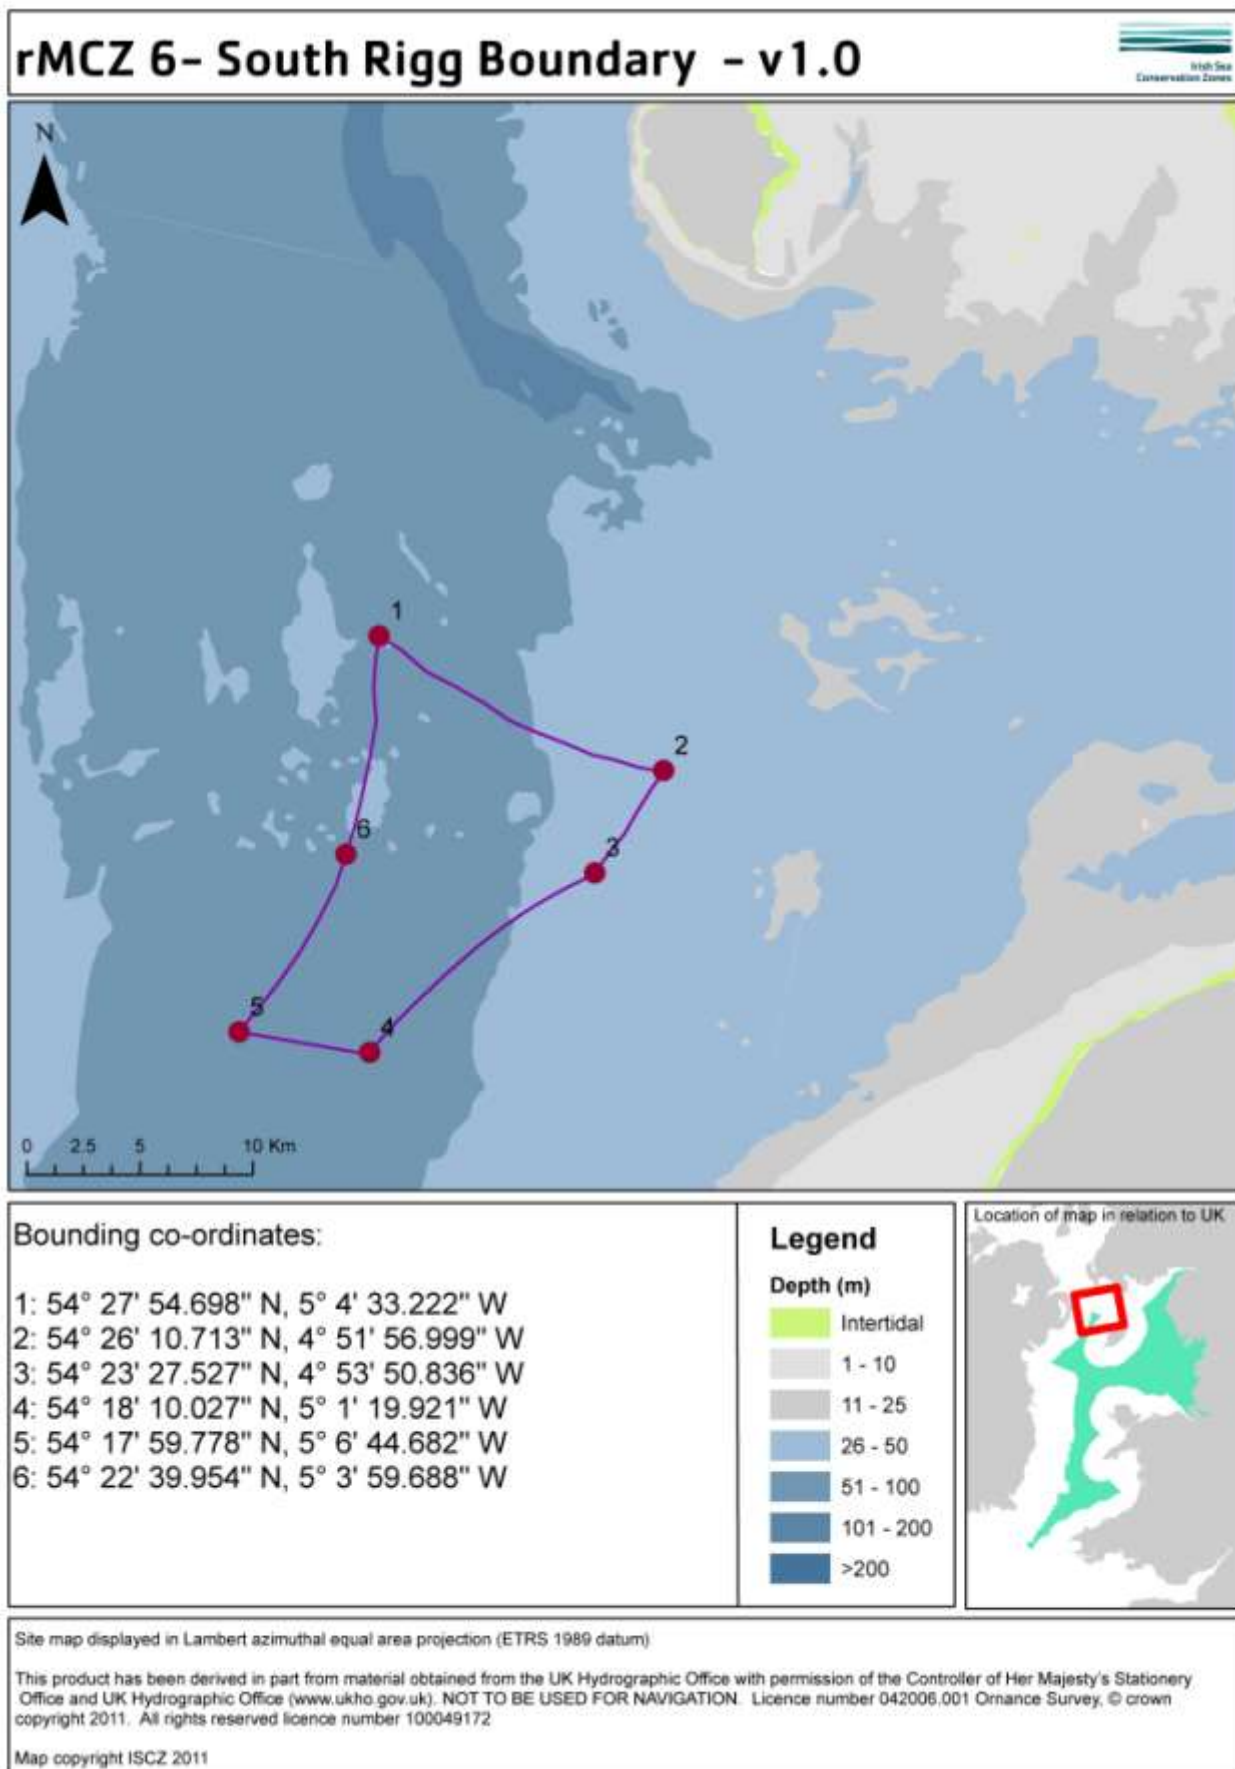 rMCZ 6- South Rigg Boundary - v1.0
Irish Sea
Conservation Zones
N
1
2
3
6
5
4
0 2.5 5 10 Km
Bounding co-ordinates:
1: 54° 27' 54.698" N, 5° 4' 33.222" W
2: 54° 26' 10.713" N, 4° 51' 56.999" W
3: 54° 23' 27.527" N, 4° 53' 50.836" W
4: 54° 18' 10.027" N, 5° 1' 19.921" W
5: 54° 17' 59.778" N, 5° 6' 44.682" W
6: 54° 22' 39.954" N, 5° 3' 59.688" W
Legend
Depth (m)
Intertidal
1 - 10
11 - 25
26 - 50
51 - 100
101 - 200
>200
Location of map in relation to UK
Site map displayed in Lambert azimuthal equal area projection (ETRS 1989 datum)
This product has been derived in part from material obtained from the UK Hydrographic Office with permission of the Controller of Her Majesty's Stationery
Office and UK Hydrographic Office (www.ukho.gov.uk). NOT TO BE USED FOR NAVIGATION. Licence number 042006.001 Ornance Survey, © crown
copyright 2011. All rights reserved licence number 100049172
Map copyright ISCZ 2011